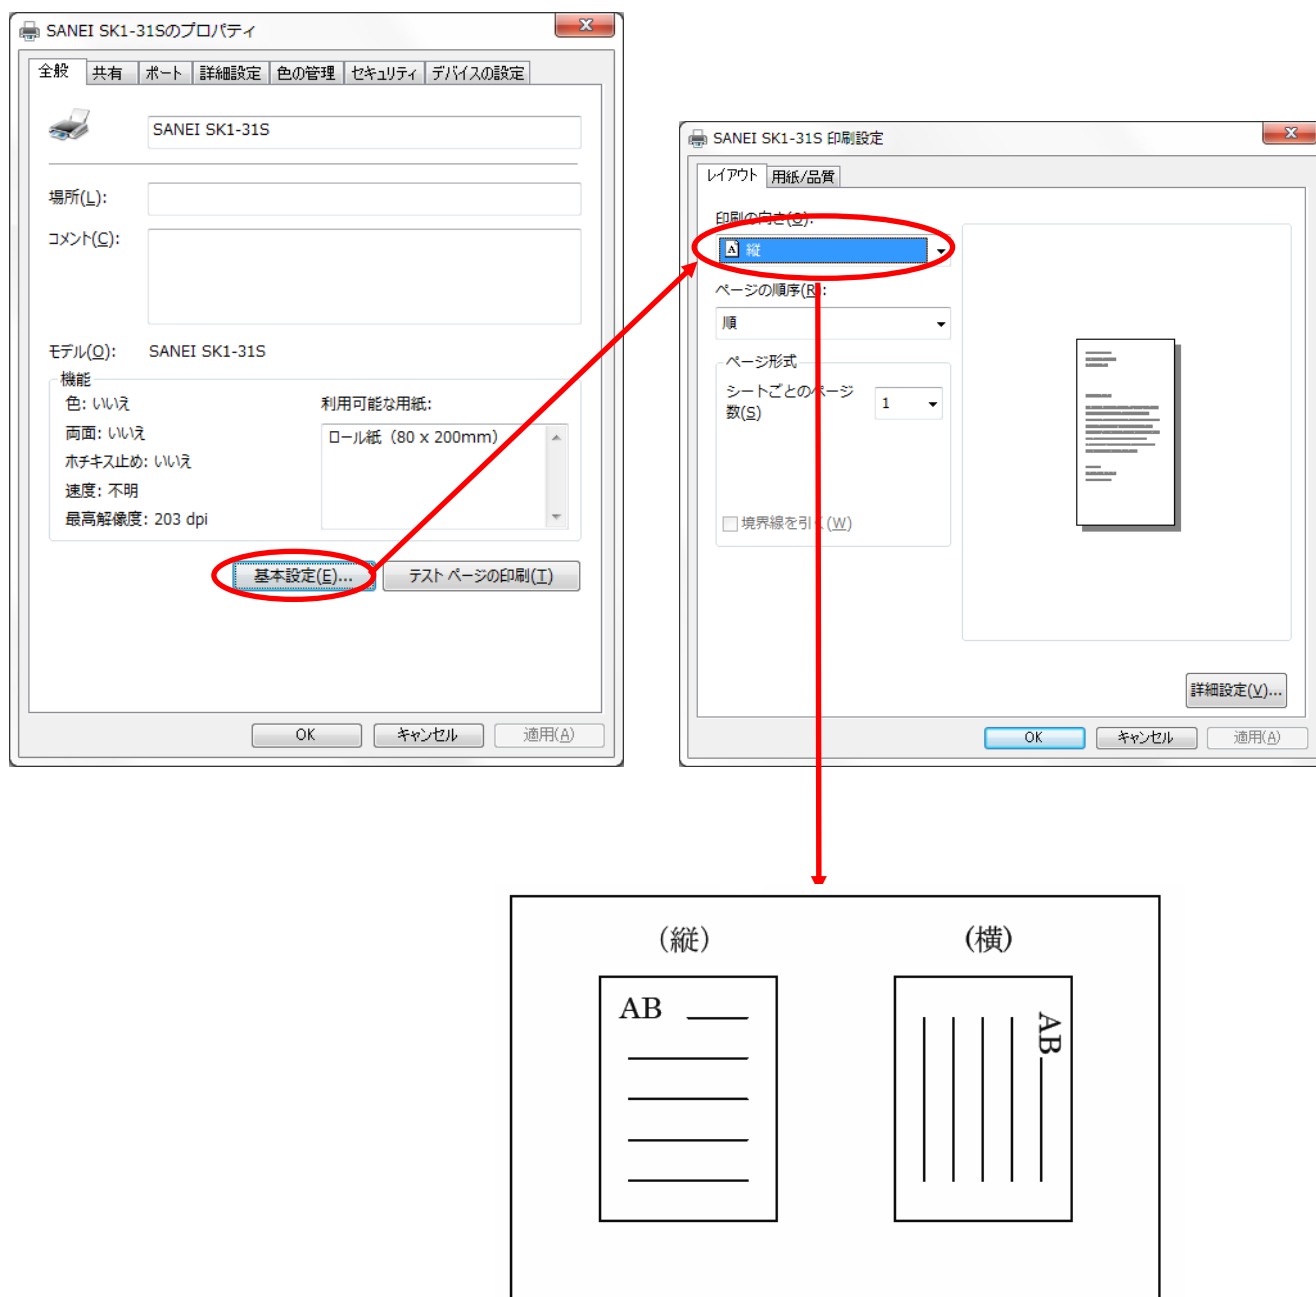 SANEI SK1-31Sのプロパティ
全般 共有 ポート 詳細設定 色の管理 セキュリティ デバイスの設定
SANEI SK1-31S
場所(L):
コメント(C):
モデル(O): SANEI SK1-31S
機能
色: いいえ
両面: いいえ
ホチキス止め: いいえ
速度: 不明
最高解像度: 203 dpi
利用可能な用紙:
ロール紙（80 x 200mm）
基本設定(E)... テスト ページの印刷(T)
OK キャンセル 適用(A)
SANEI SK1-31S 印刷設定
レイアウト 用紙/品質
印刷の向き(O):
A 縦
ページの順序(R):
順
ページ形式
シートごとのページ
数(S)
1
境界線を引く(W)
詳細設定(V)...
OK キャンセル 適用(A)
（縦） （横）
AB
AB